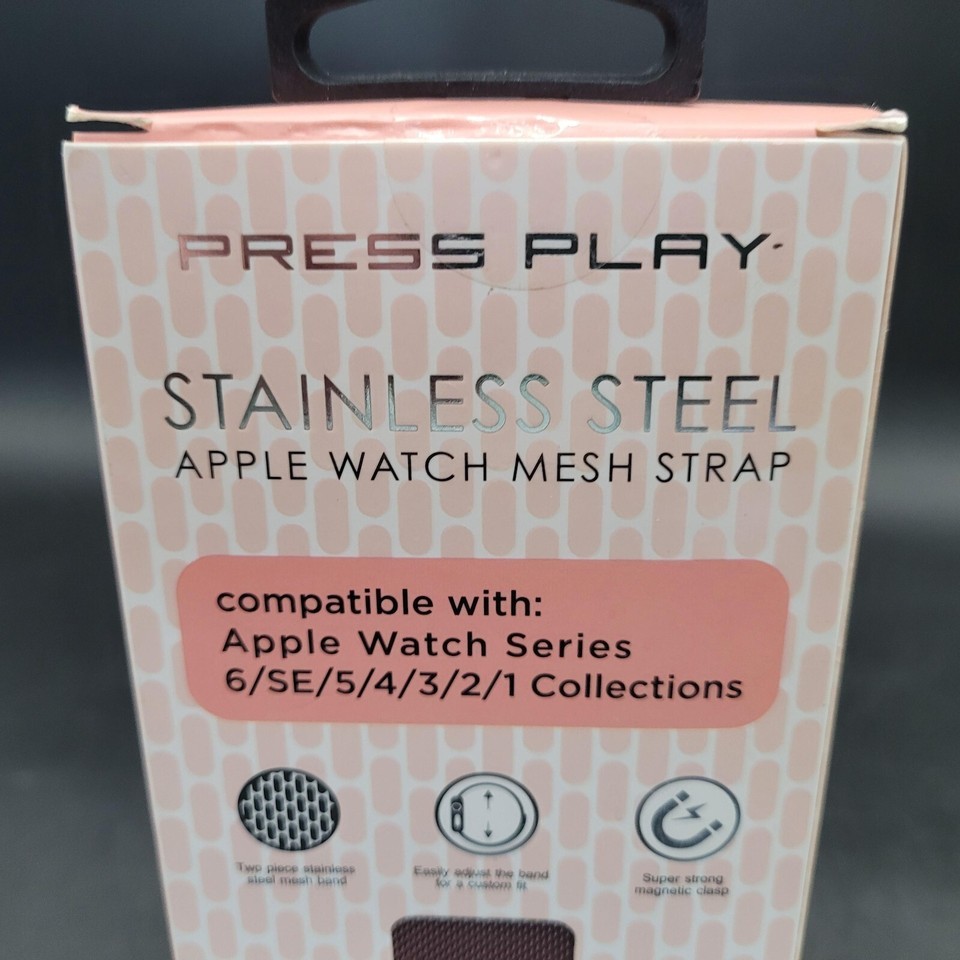 PRESS PLAY
STAINLESS STEEL
APPLE WATCH MESH STRAP
compatible with:
Apple Watch Series
6/SE/5/4/3/2/1 Collections
Two piece stainless
steel mesh band
Easily adjust the band
for a custom fit
Super strong
magnetic clasp